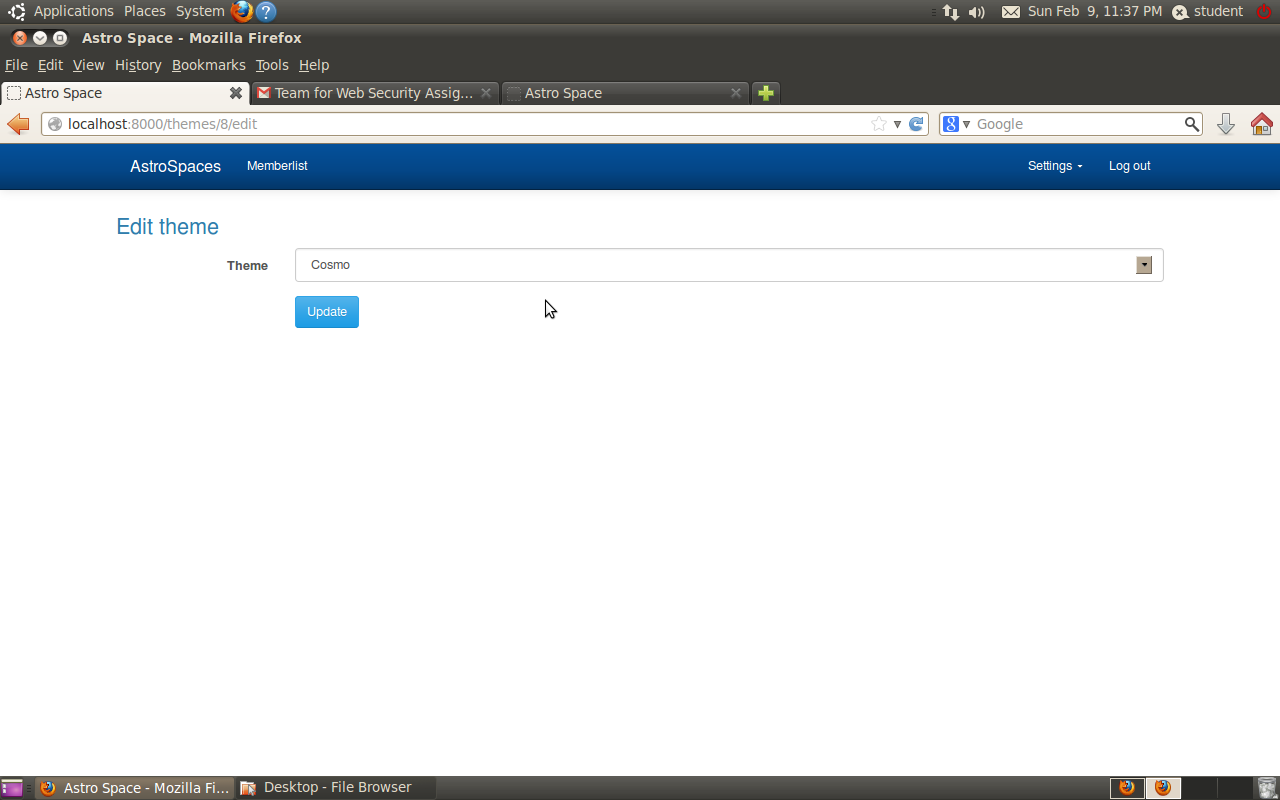 Applications Places System ? Sun Feb 9, 11:37 PM student
Astro Space - Mozilla Firefox
File Edit View History Bookmarks Tools Help
Astro Space Team for Web Security Assig... Astro Space
localhost:8000/themes/8/edit Google
AstroSpaces Memberlist Settings Log out
Edit theme
Theme Cosmo
Update
Astro Space - Mozilla Fi... Desktop - File Browser